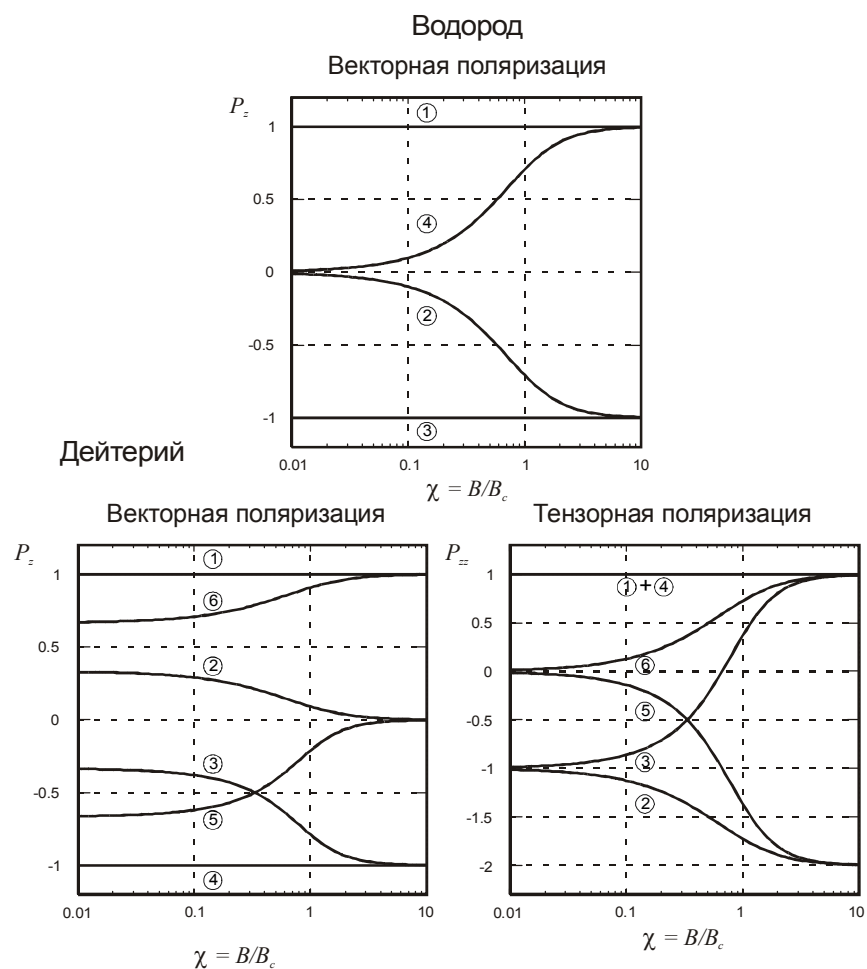 Водород
Векторная поляризация
P_z
1
0.5
0
-0.5
-1
①
④
②
③
0.01 0.1 1 10
χ = B/B_c
Дейтерий
Векторная поляризация
P_z
1
0.5
0
-0.5
-1
①
⑥
②
③
⑤
④
0.01 0.1 1 10
χ = B/B_c
Тензорная поляризация
P_zz
1
0.5
0
-0.5
-1
-1.5
-2
①+④
⑥
⑤
③
②
0.01 0.1 1 10
χ = B/B_c